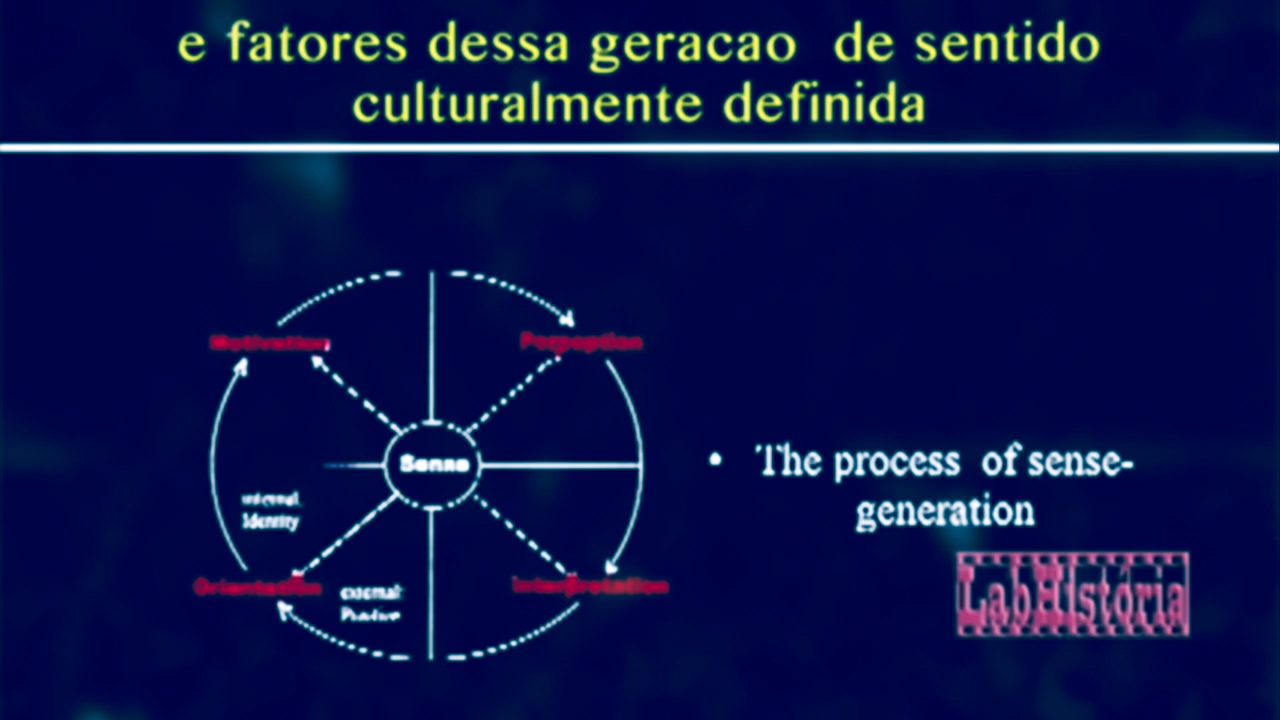 e fatores dessa geracao de sentido
culturalmente definida
Motivation
Perception
Sense
internal
Identity
Orientation
external
Practice
Interpretation
• The process of sense-
generation
LabHistória